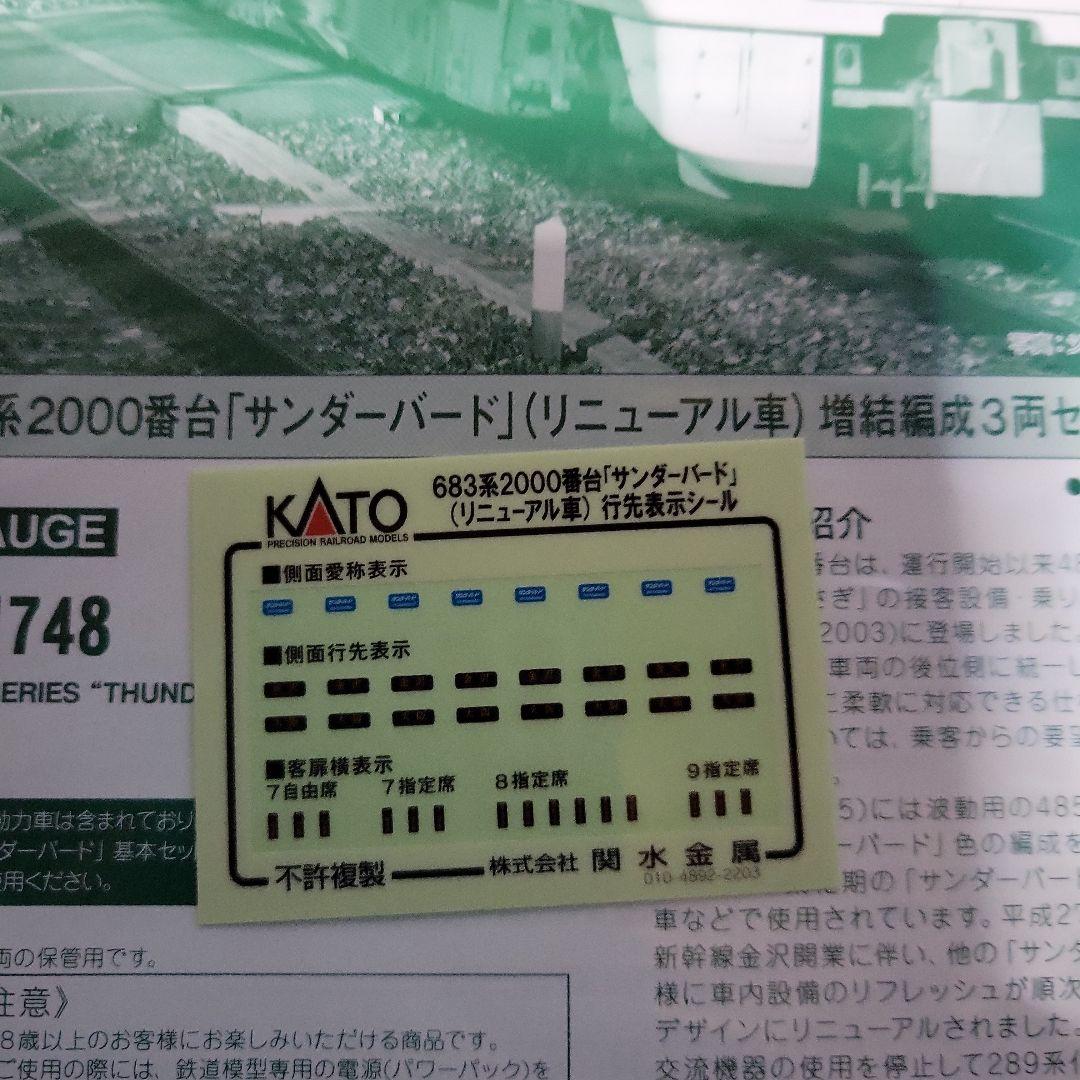 系2000番台「サンダーバード」(リニューアル車) 増結編成3両セ
AUGE
1748
ERIES “THUND
動力車は含まれており
ダーバード」基本セッ
使用ください。
両の保管用です。
注意》
8歳以上のお客様にお楽しみいただける商品です。
ご使用の際には、鉄道模型専用の電源(パワーパック)を
KATO
PRECISION RAILROAD MODELS
683系2000番台「サンダーバード」
(リニューアル車) 行先表示シール
■側面愛称表示
■側面行先表示
■客扉横表示
7自由席 7指定席 8指定席 9指定席
不許複製
株式会社 関水金属
010-4892-2203
紹介
番台は、運行開始以来48
さぎ」の接客設備・乗り
2003)に登場しました。
車両の後位側に統一し
に柔軟に対応できる仕
いては、乗客からの要望
5)には波動用の485
ーバード」色の編成を
期の「サンダーバード
車などで使用されています。平成27
新幹線金沢開業に伴い、他の「サンダ
様に車内設備のリフレッシュが順次
デザインにリニューアルされました。
交流機器の使用を停止して289系化